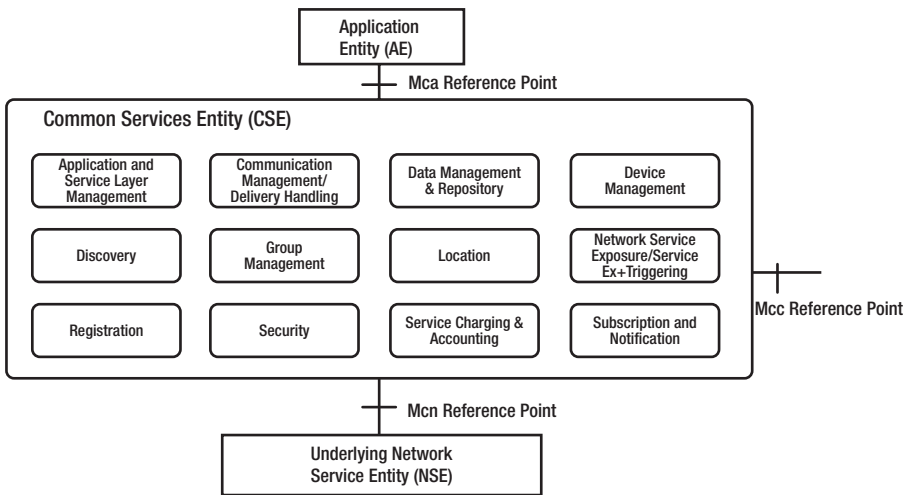 Application
Entity (AE)
Mca Reference Point
Common Services Entity (CSE)
Application and
Service Layer
Management
Communication
Management/
Delivery Handling
Data Management
& Repository
Device
Management
Discovery
Group
Management
Location
Network Service
Exposure/Service
Ex+Triggering
Mcc Reference Point
Registration
Security
Service Charging &
Accounting
Subscription and
Notification
Mcn Reference Point
Underlying Network
Service Entity (NSE)